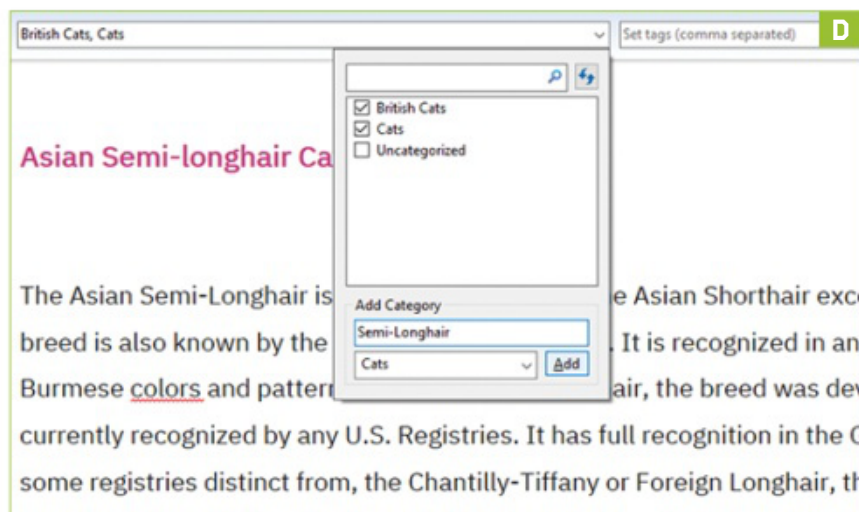 British Cats, Cats
Set tags (comma separated)
D
British Cats
Cats
Uncategorized
Asian Semi-longhair Ca
The Asian Semi-Longhair is e Asian Shorthair exc
Add Category
Semi-Longhair
breed is also known by the . It is recognized in an
Cats
Add
Burmese colors and pattern air, the breed was de
currently recognized by any U.S. Registries. It has full recognition in the
some registries distinct from, the Chantilly-Tiffany or Foreign Longhair, th